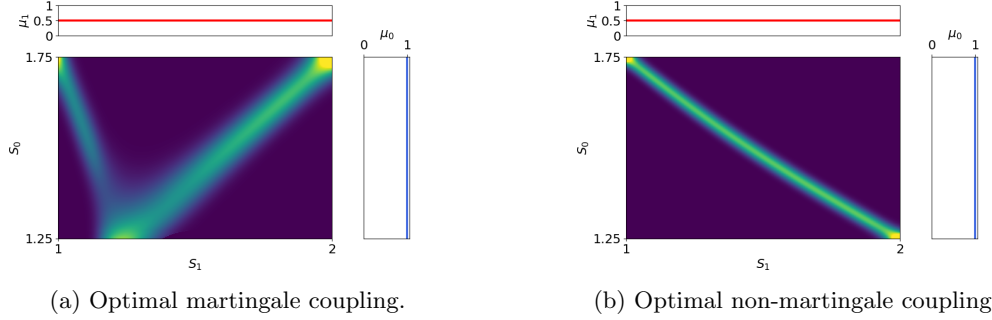 μ₁
1
0.5
0
μ₀
0 1
1.75
S₀
1.25
1 2
S₁
(a) Optimal martingale coupling.
μ₁
1
0.5
0
μ₀
0 1
1.75
S₀
1.25
1 2
S₁
(b) Optimal non-martingale coupling